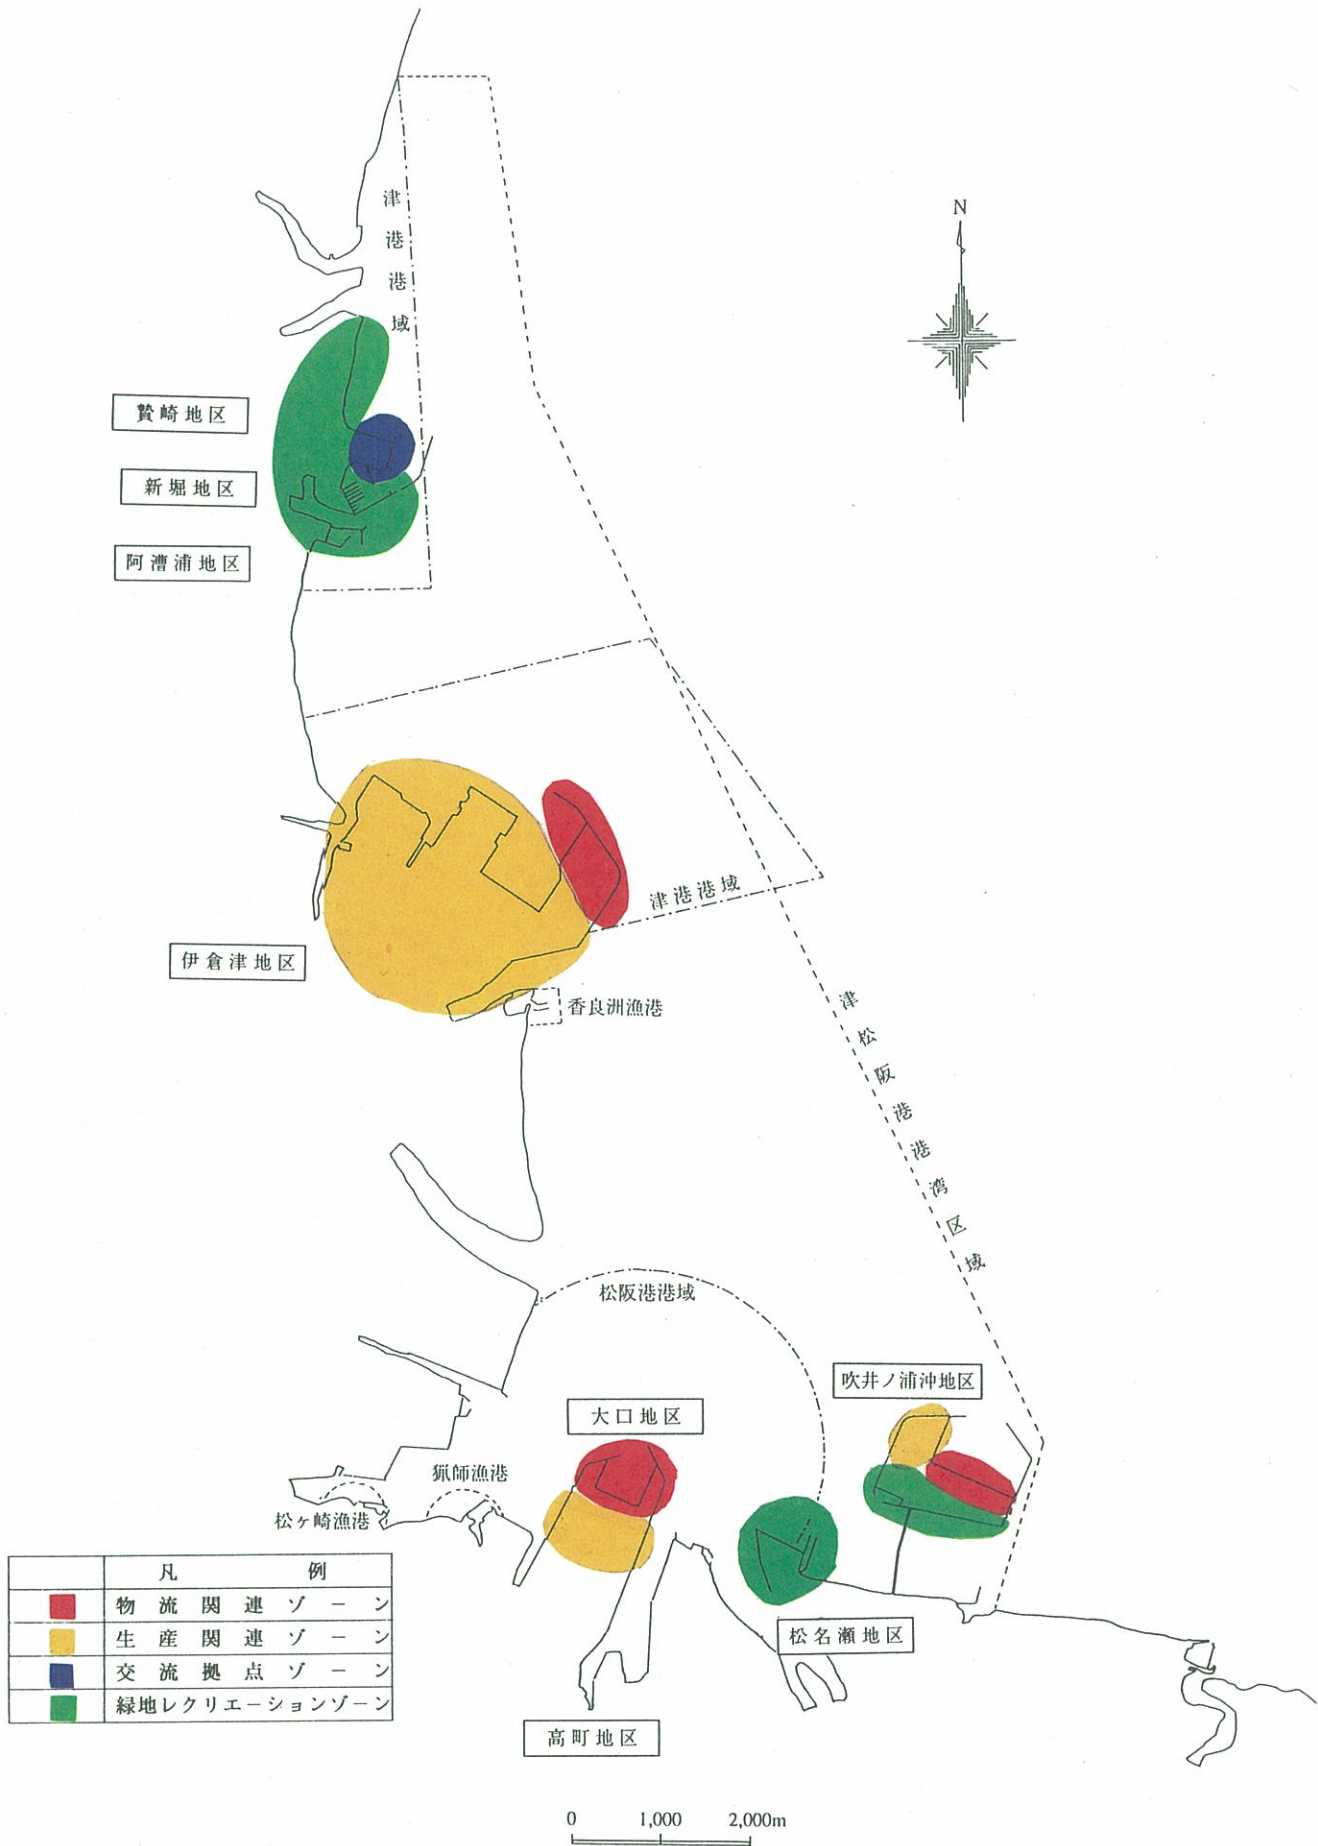 N
津港港域
贄崎地区
新堀地区
阿漕浦地区
津港港域
伊倉津地区
香良洲漁港
津松阪港港湾区域
松阪港港域
吹井ノ浦沖地区
大口地区
猟師漁港
松ヶ崎漁港
凡例
物流関連ゾーン
生産関連ゾーン
交流拠点ゾーン
緑地レクリエーションゾーン
松名瀬地区
高町地区
0 1,000 2,000m